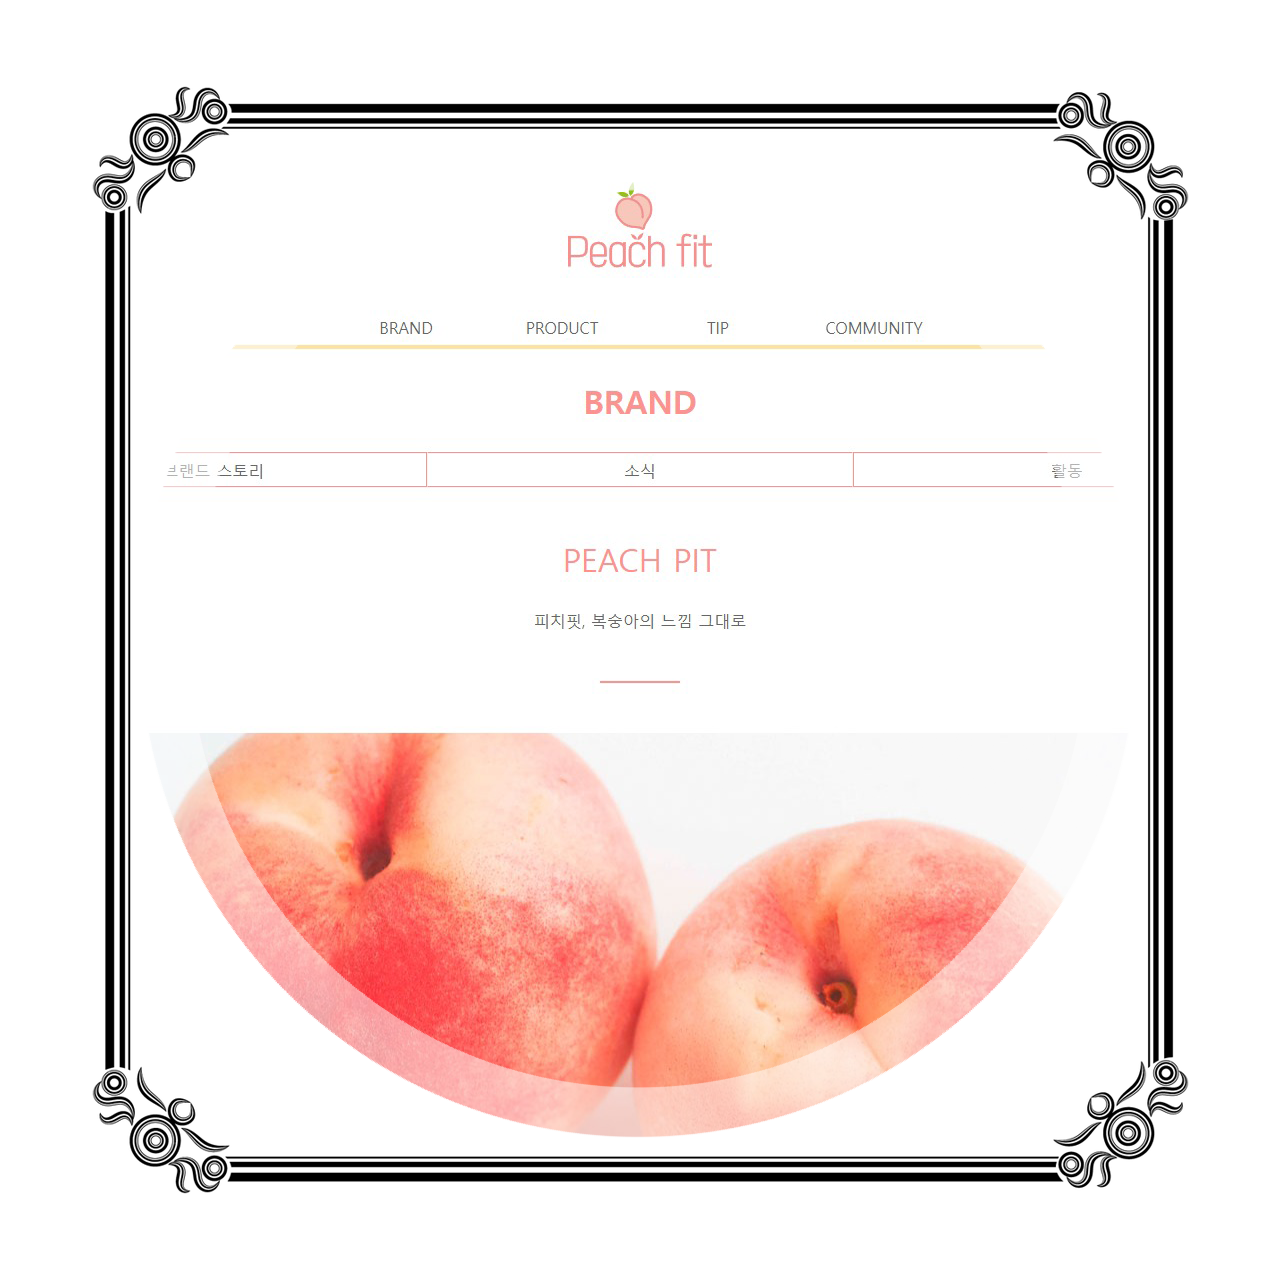 Peach fit
BRAND PRODUCT TIP COMMUNITY
BRAND
브랜드 스토리 소식 활동
PEACH PIT
피치핏, 복숭아의 느낌 그대로